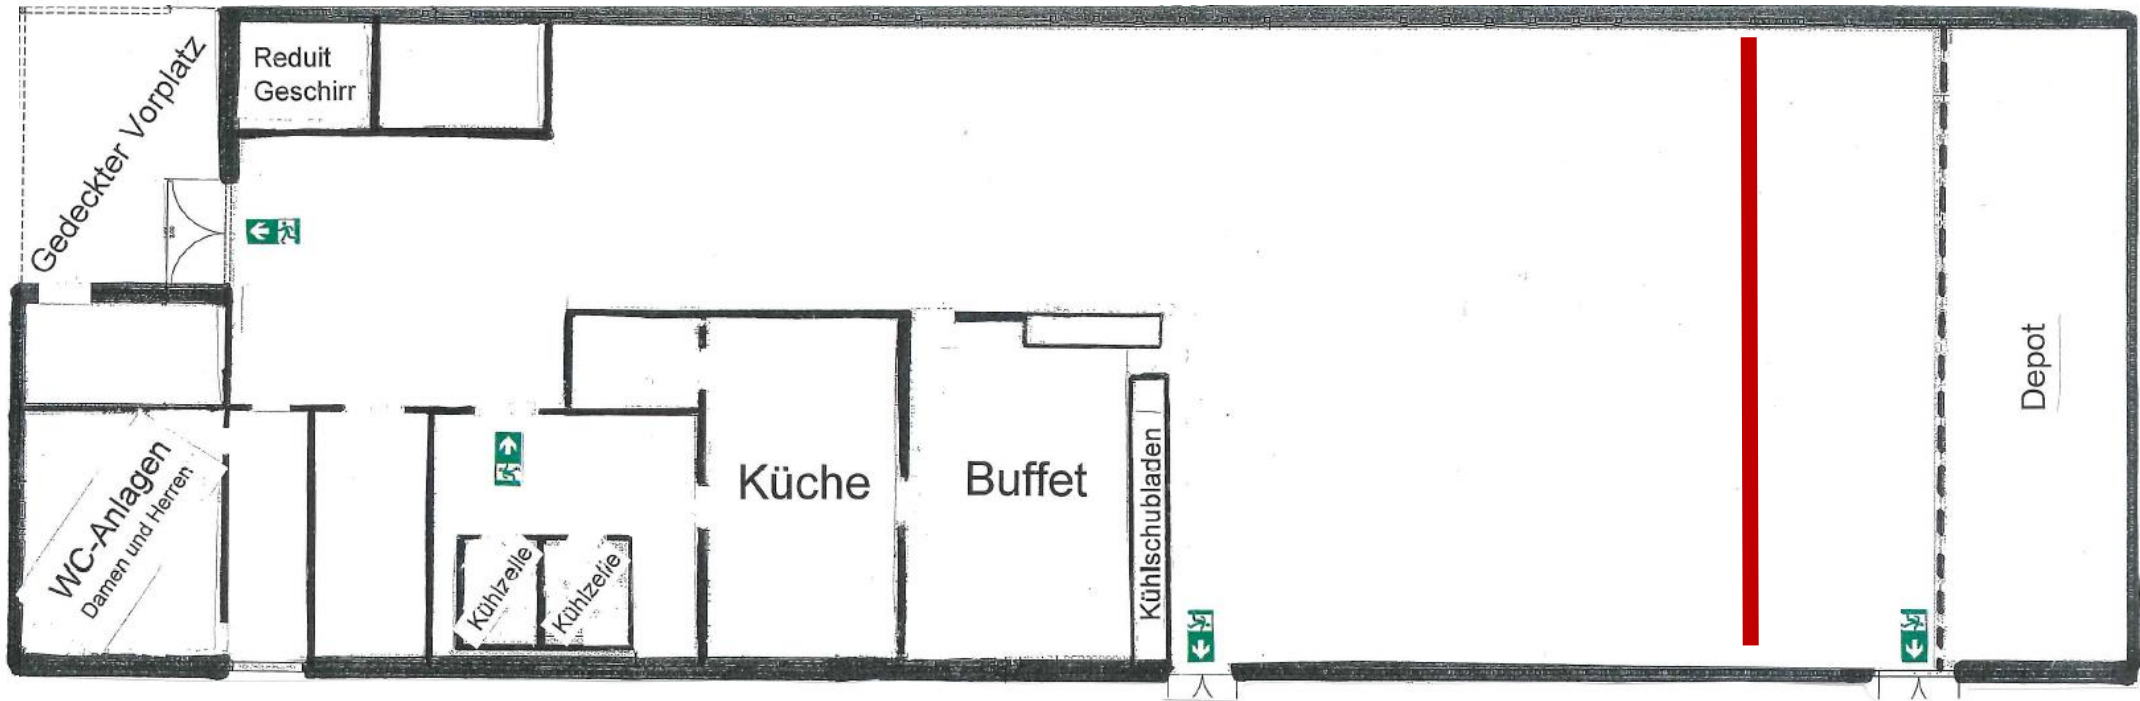 Reduit
Geschirr
Gedeckter Vorplatz
WC-Anlagen
Damen und Herren
Kühlzelle
Kühlzelle
Küche
Buffet
Kühlschubladen
Depot